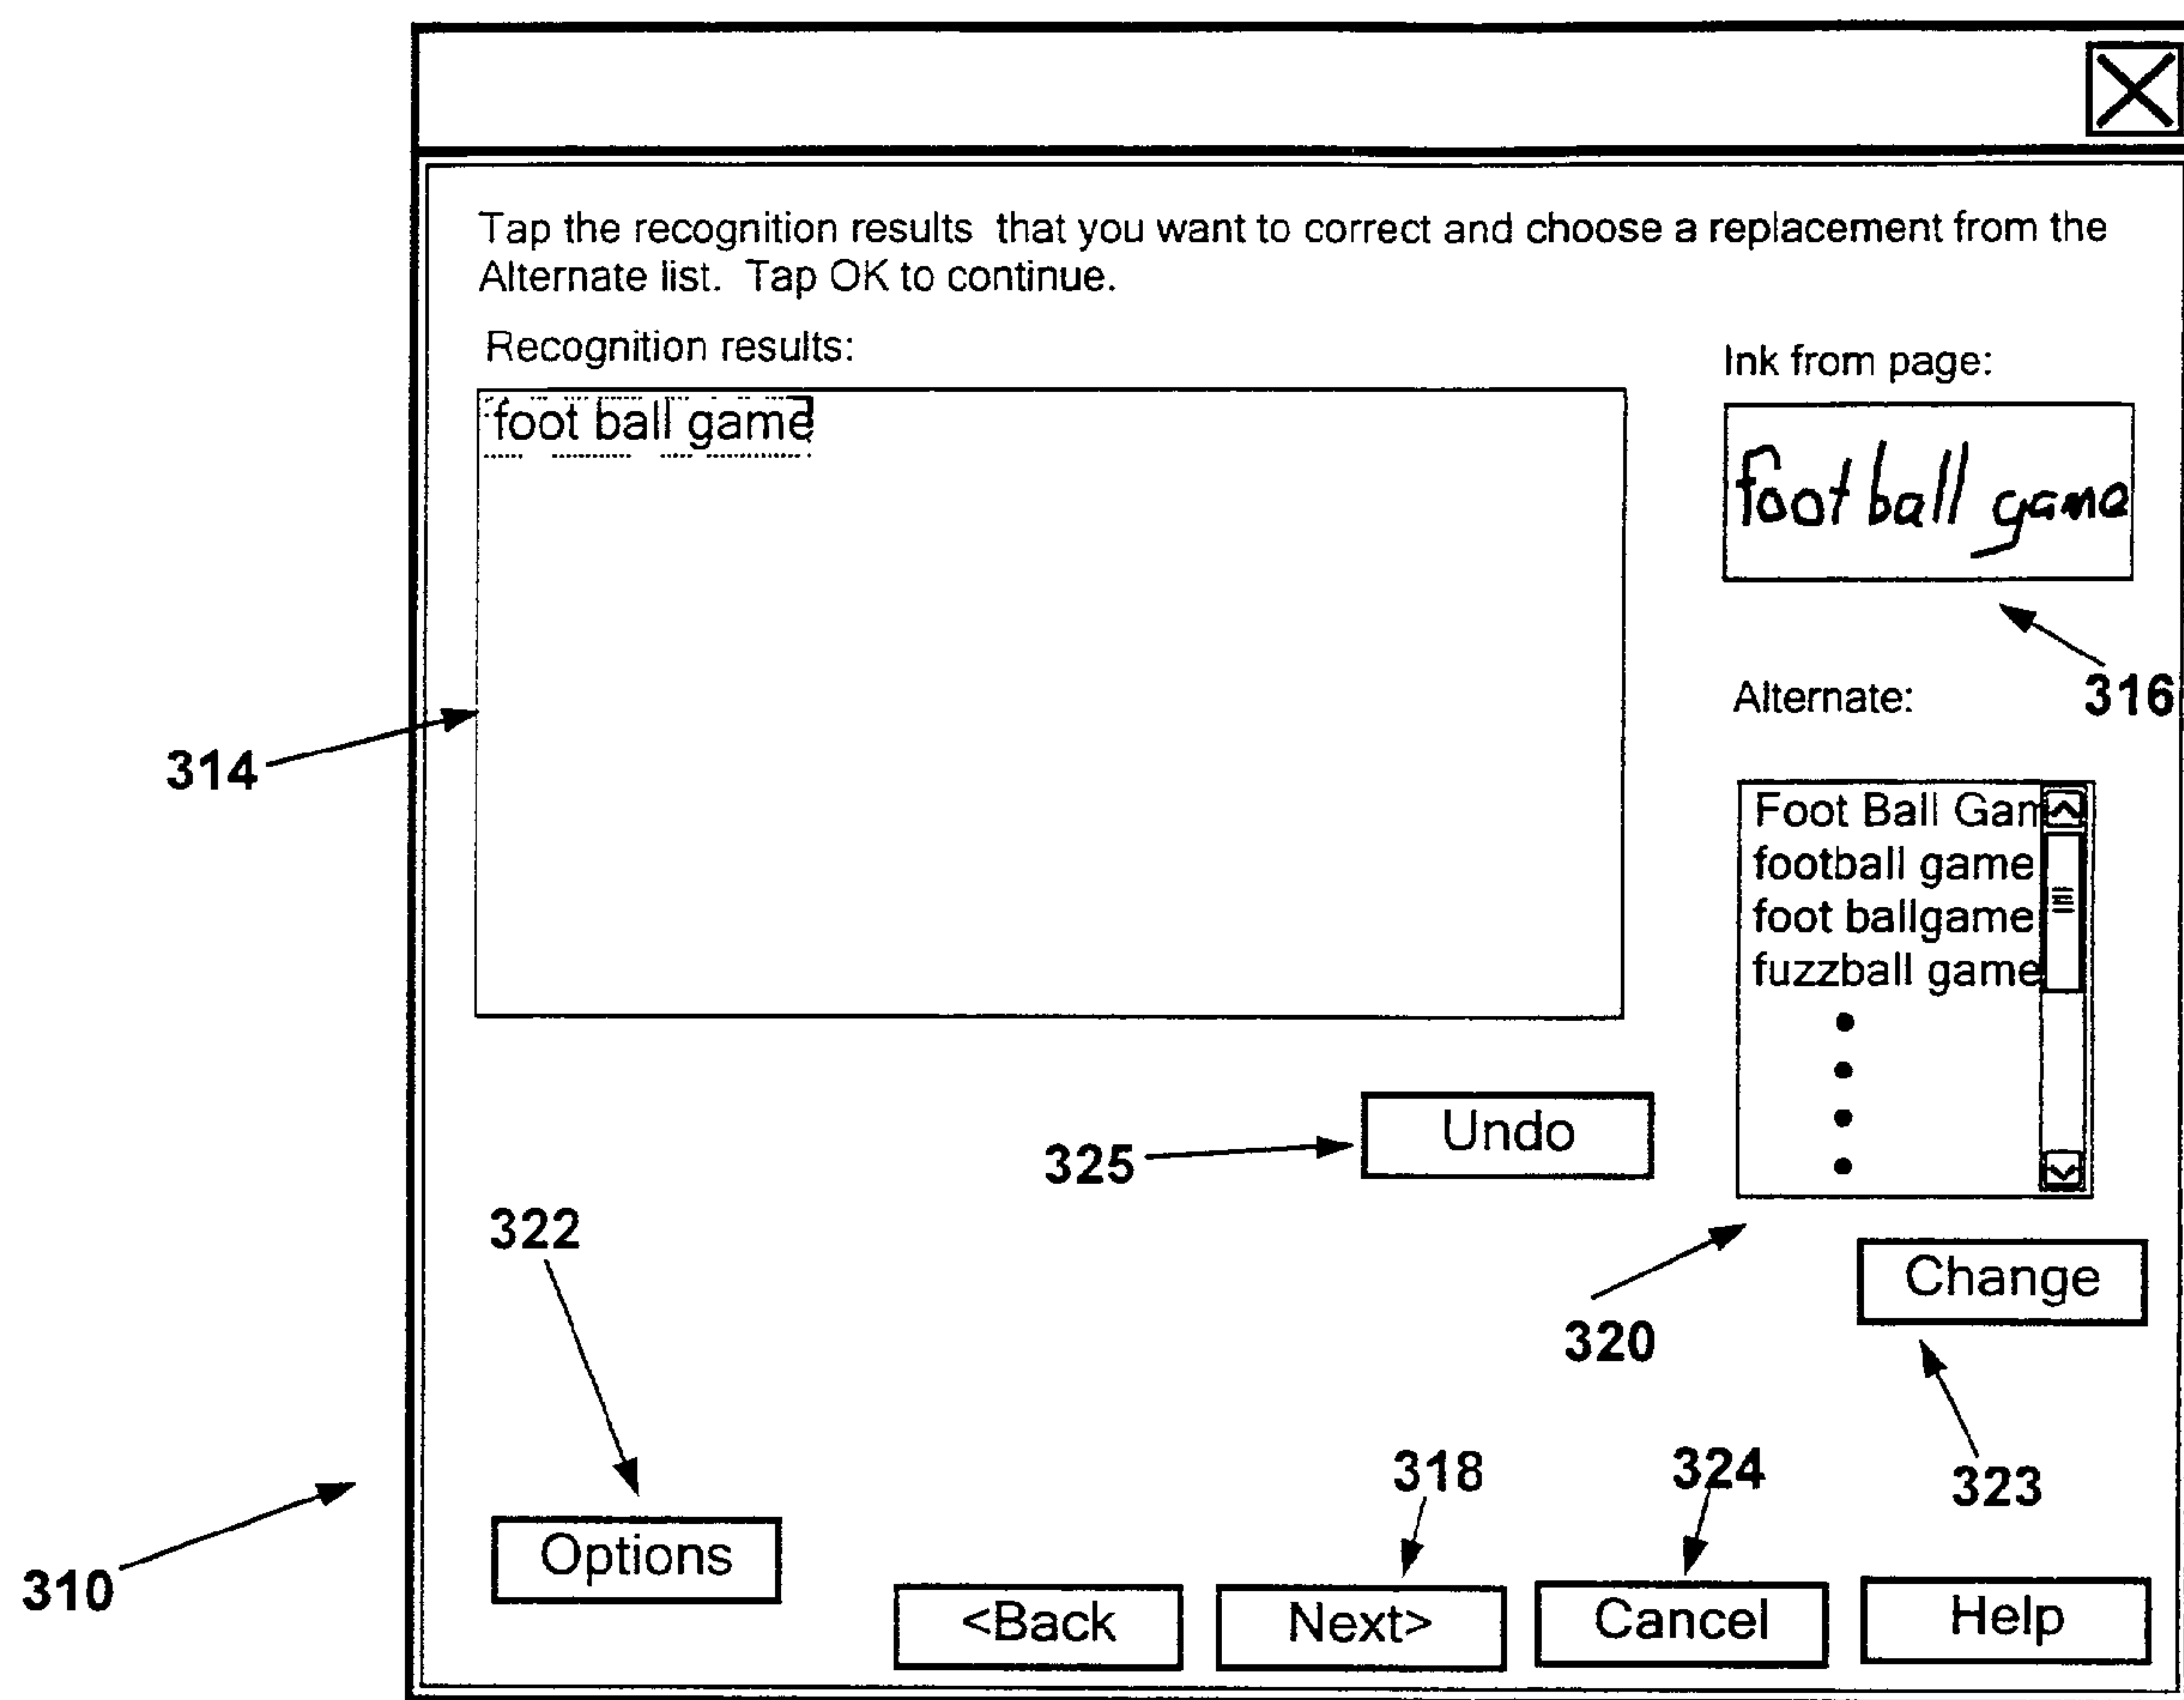 Tap the recognition results that you want to correct and choose a replacement from the
Alternate list. Tap OK to continue.
Recognition results:
Ink from page:
foot ball game
foot ball game
316
Alternate:
314
Foot Ball Gam
football game
foot ballgame
fuzzball game
Undo
325
322
Change
320
318
324
323
Options
310
<Back
Next>
Cancel
Help